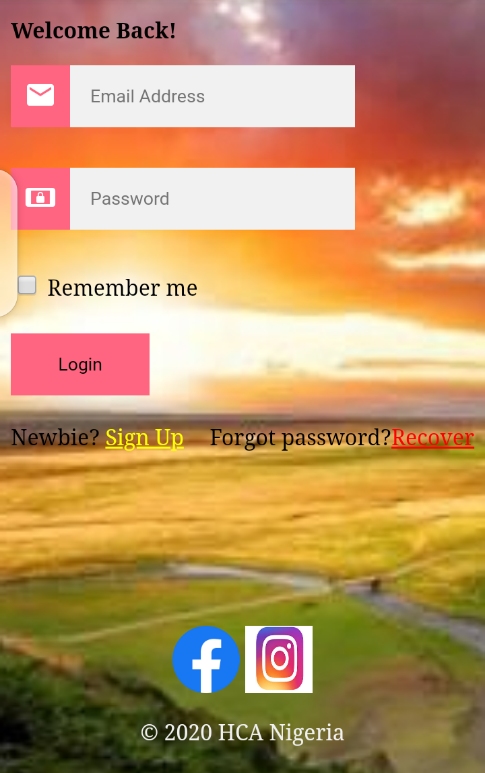 Welcome Back!
Email Address
Password
Remember me
Login
Newbie? Sign Up Forgot password?Recover
© 2020 HCA Nigeria